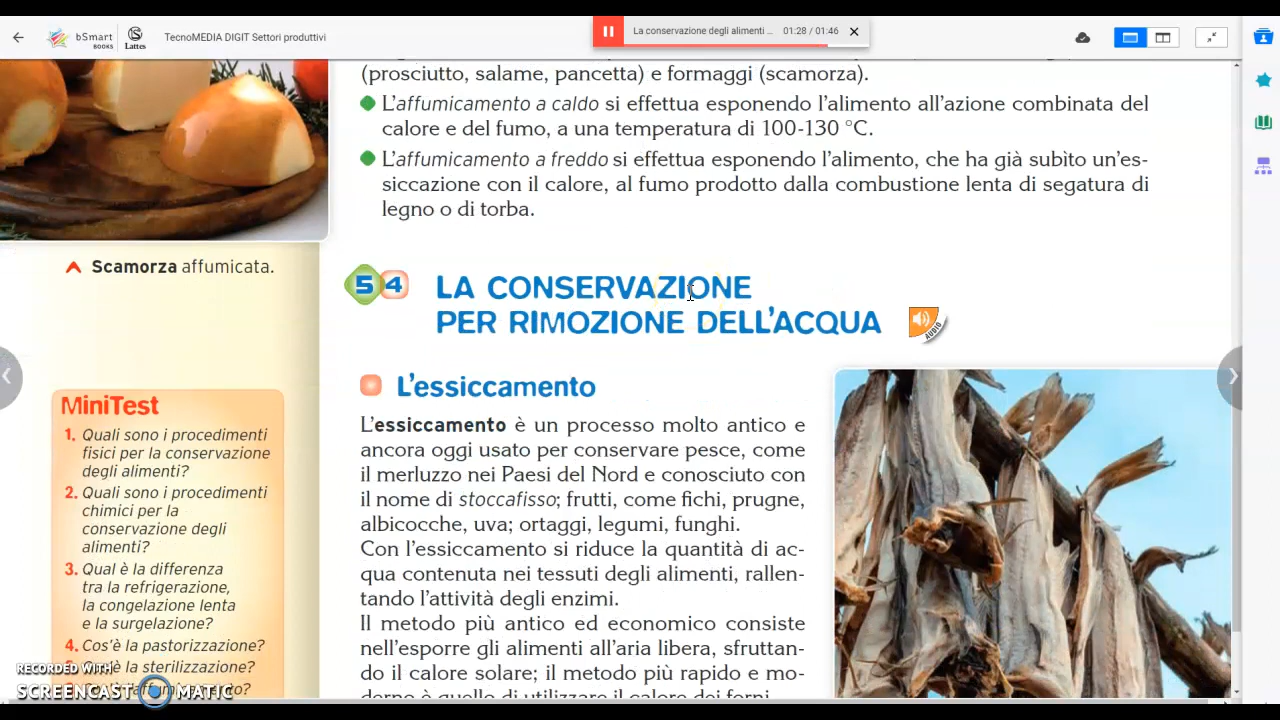 bSmart BOOKS
Lattes
TecnoMEDIA DIGIT Settori produttivi
La conservazione degli alimenti ...
01:28 / 01:46
(prosciutto, salame, pancetta) e formaggi (scamorza).
L'affumicamento a caldo si effettua esponendo l'alimento all'azione combinata del
calore e del fumo, a una temperatura di 100-130 °C.
L'affumicamento a freddo si effettua esponendo l'alimento, che ha già subìto un'es-
siccazione con il calore, al fumo prodotto dalla combustione lenta di segatura di
legno o di torba.
Scamorza affumicata.
5 4 LA CONSERVAZIONE
PER RIMOZIONE DELL'ACQUA
AUDIO
L'essiccamento
L'essiccamento è un processo molto antico e
ancora oggi usato per conservare pesce, come
il merluzzo nei Paesi del Nord e conosciuto con
il nome di stoccafisso; frutti, come fichi, prugne,
albicocche, uva; ortaggi, legumi, funghi.
Con l'essiccamento si riduce la quantità di ac-
qua contenuta nei tessuti degli alimenti, rallen-
tando l'attività degli enzimi.
Il metodo più antico ed economico consiste
nell'esporre gli alimenti all'aria libera, sfruttan-
do il calore solare; il metodo più rapido e mo-
derno è quello di utilizzare il calore dei forni
MiniTest
1. Quali sono i procedimenti
fisici per la conservazione
degli alimenti?
2. Quali sono i procedimenti
chimici per la
conservazione degli
alimenti?
3. Qual è la differenza
tra la refrigerazione,
la congelazione lenta
e la surgelazione?
4. Cos'è la pastorizzazione?
è la sterilizzazione?
RECORDED WITH
SCREENCAST MATIC